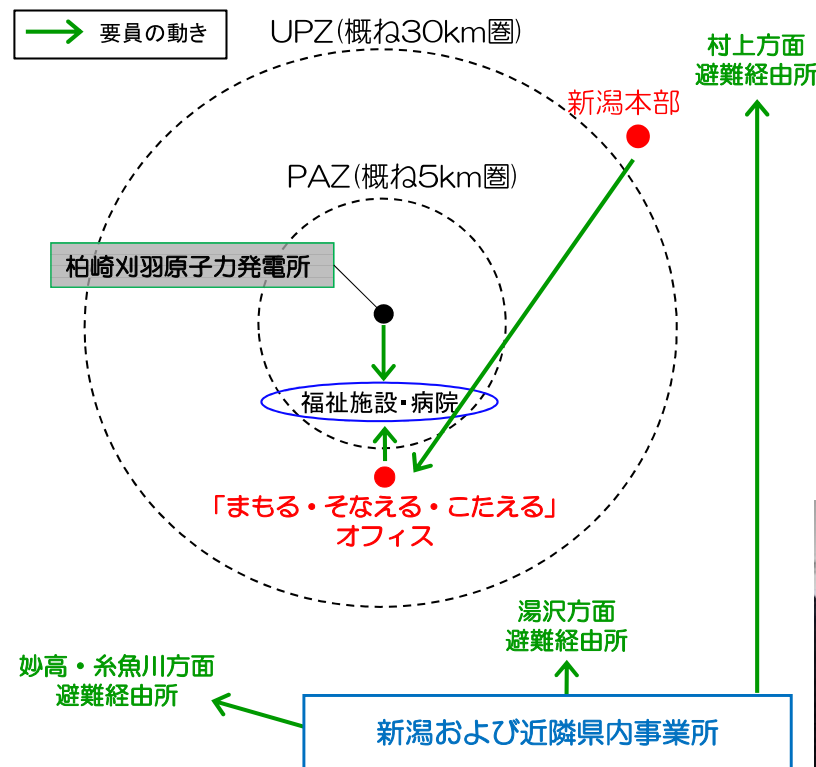 要員の動き
UPZ(概ね30km圏)
村上方面
避難経由所
新潟本部
PAZ(概ね5km圏)
柏崎刈羽原子力発電所
福祉施設・病院
「まもる・そなえる・こたえる」
オフィス
湯沢方面
避難経由所
妙高・糸魚川方面
避難経由所
新潟および近隣県内事業所